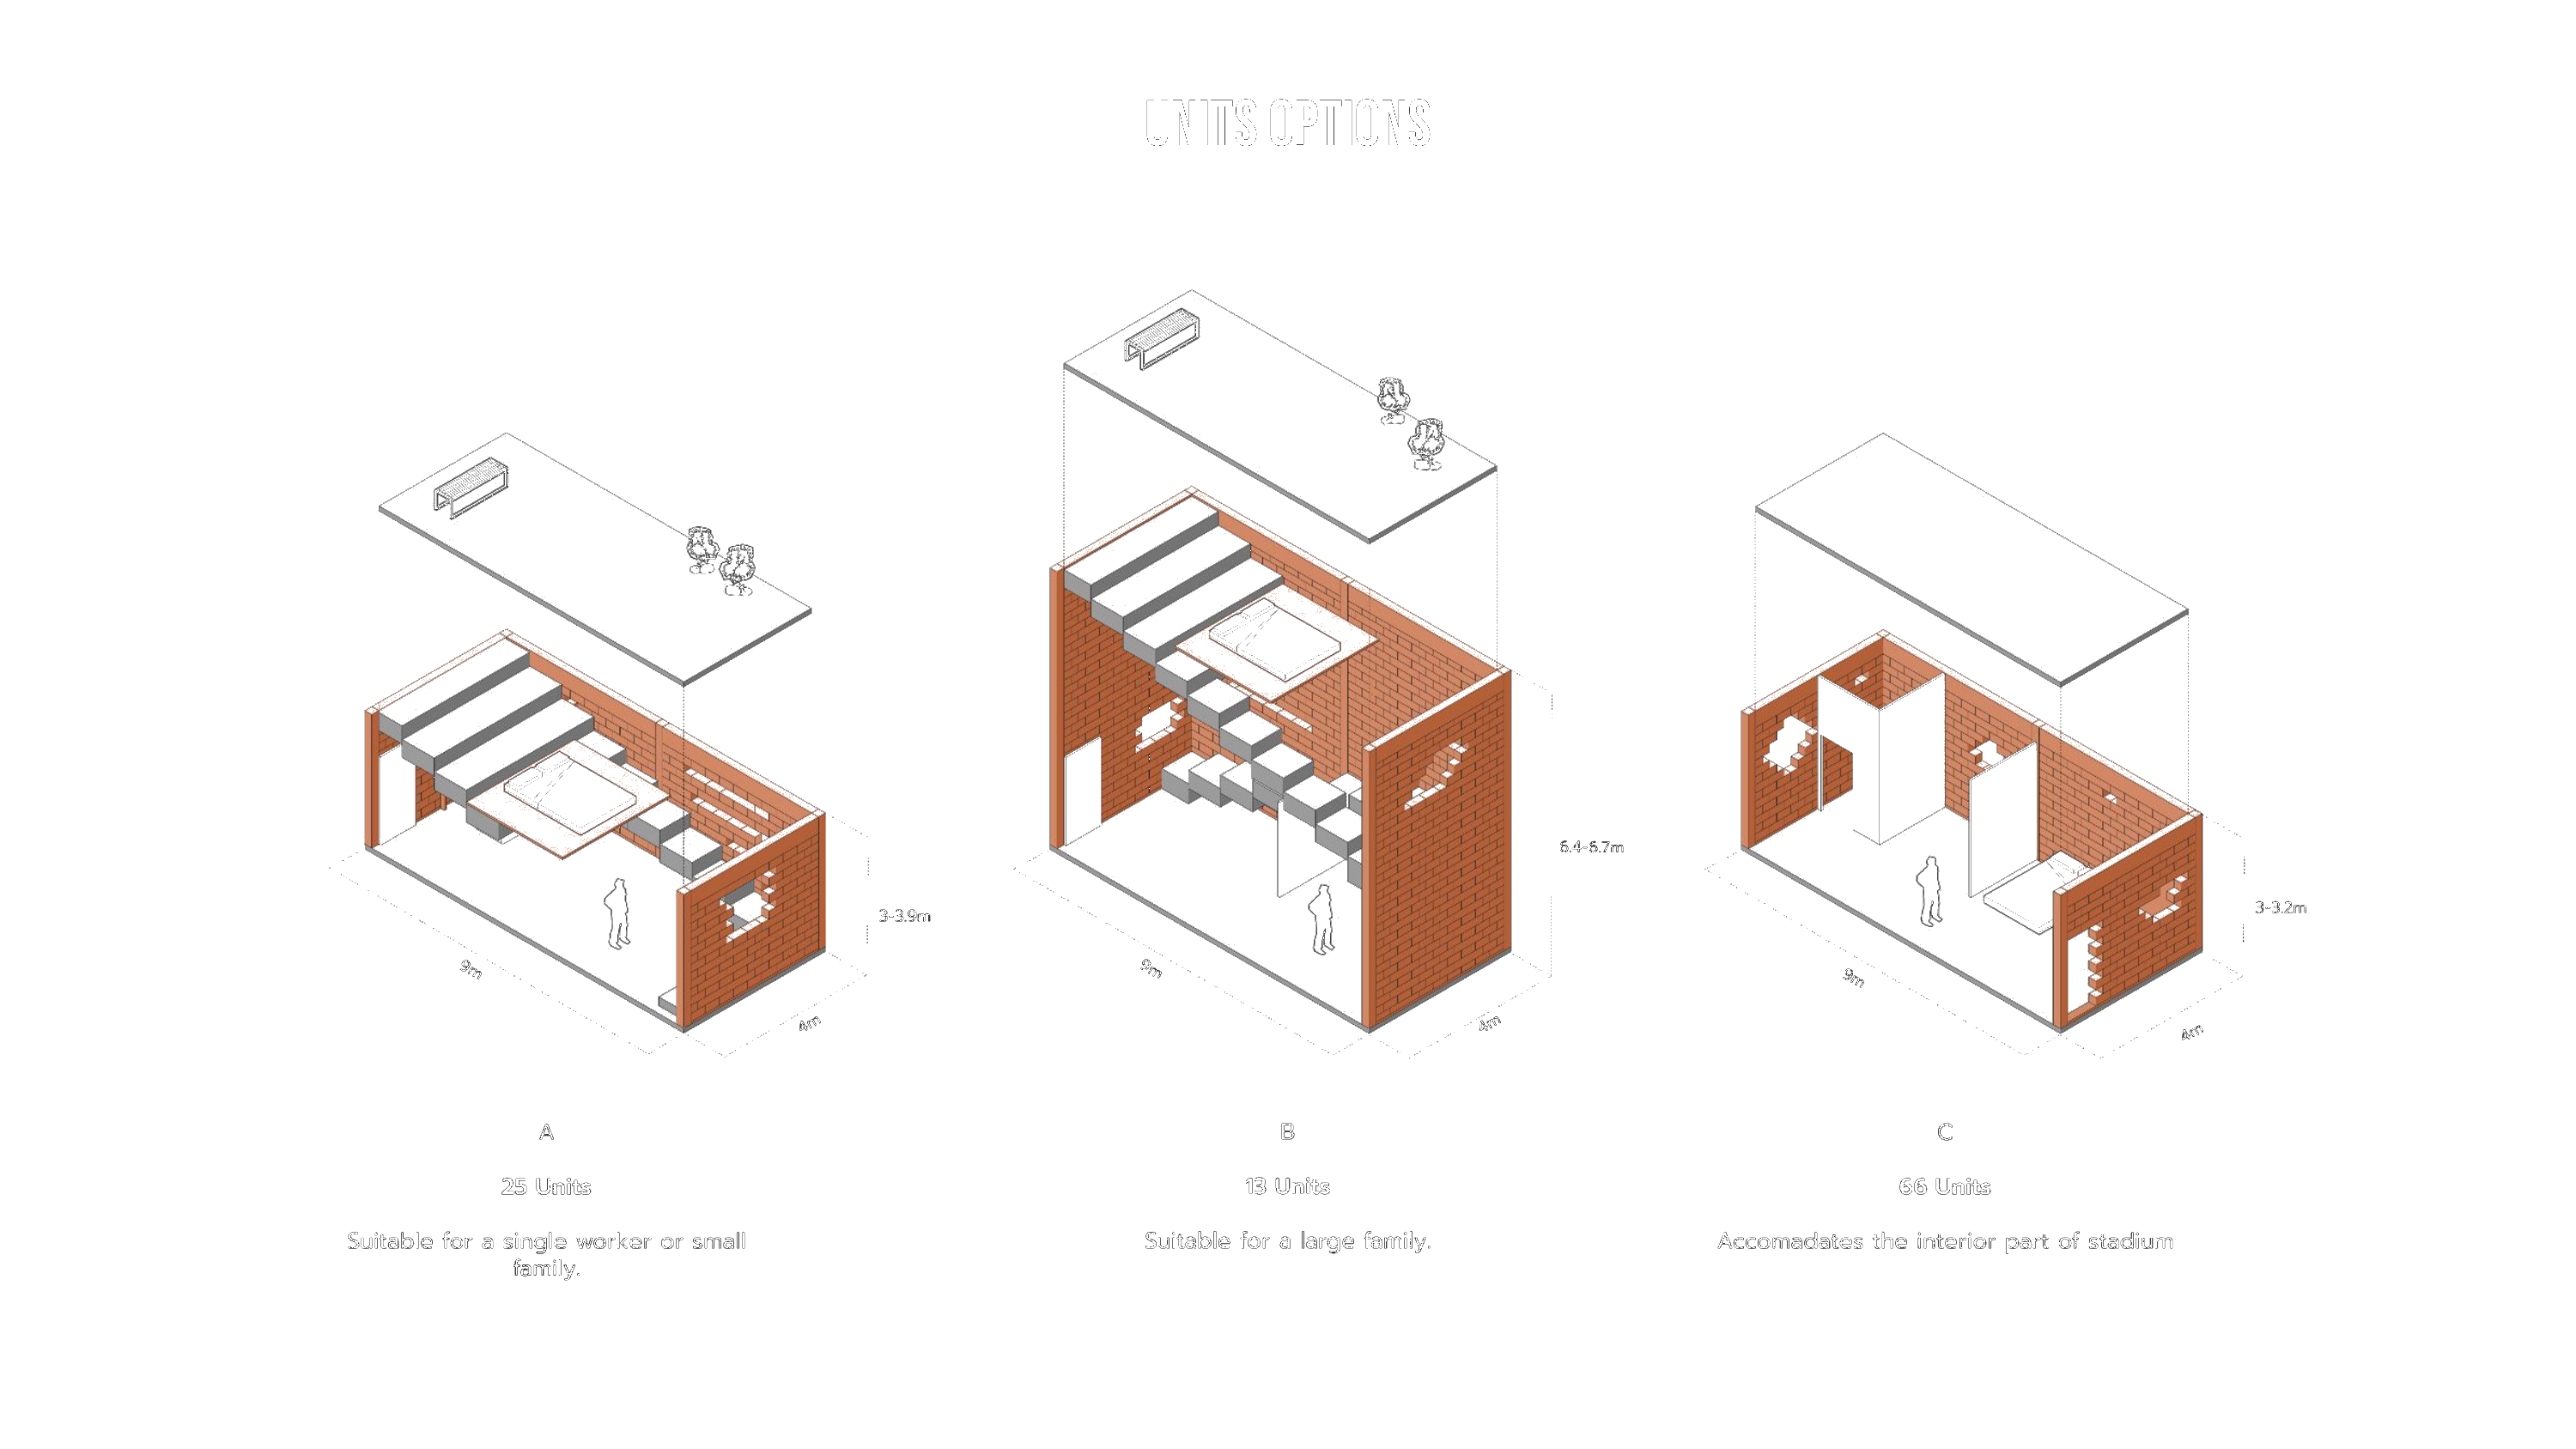 UNITS OPTIONS
3-3.9m
9m
4m
6.4-6.7m
9m
4m
3-3.2m
9m
4m
A
25 Units
Suitable for a single worker or small
family.
B
13 Units
Suitable for a large family.
C
66 Units
Accomadates the interior part of stadium